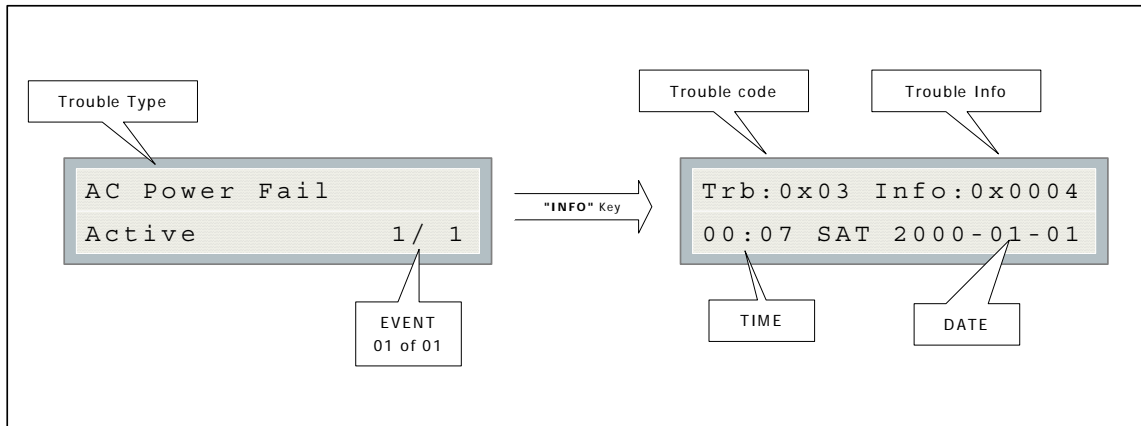 Trouble Type
AC Power Fail
Active 1/ 1
EVENT
01 of 01
"INFO" Key
Trouble code
Trouble Info
Trb:0x03 Info:0x0004
00:07 SAT 2000-01-01
TIME
DATE